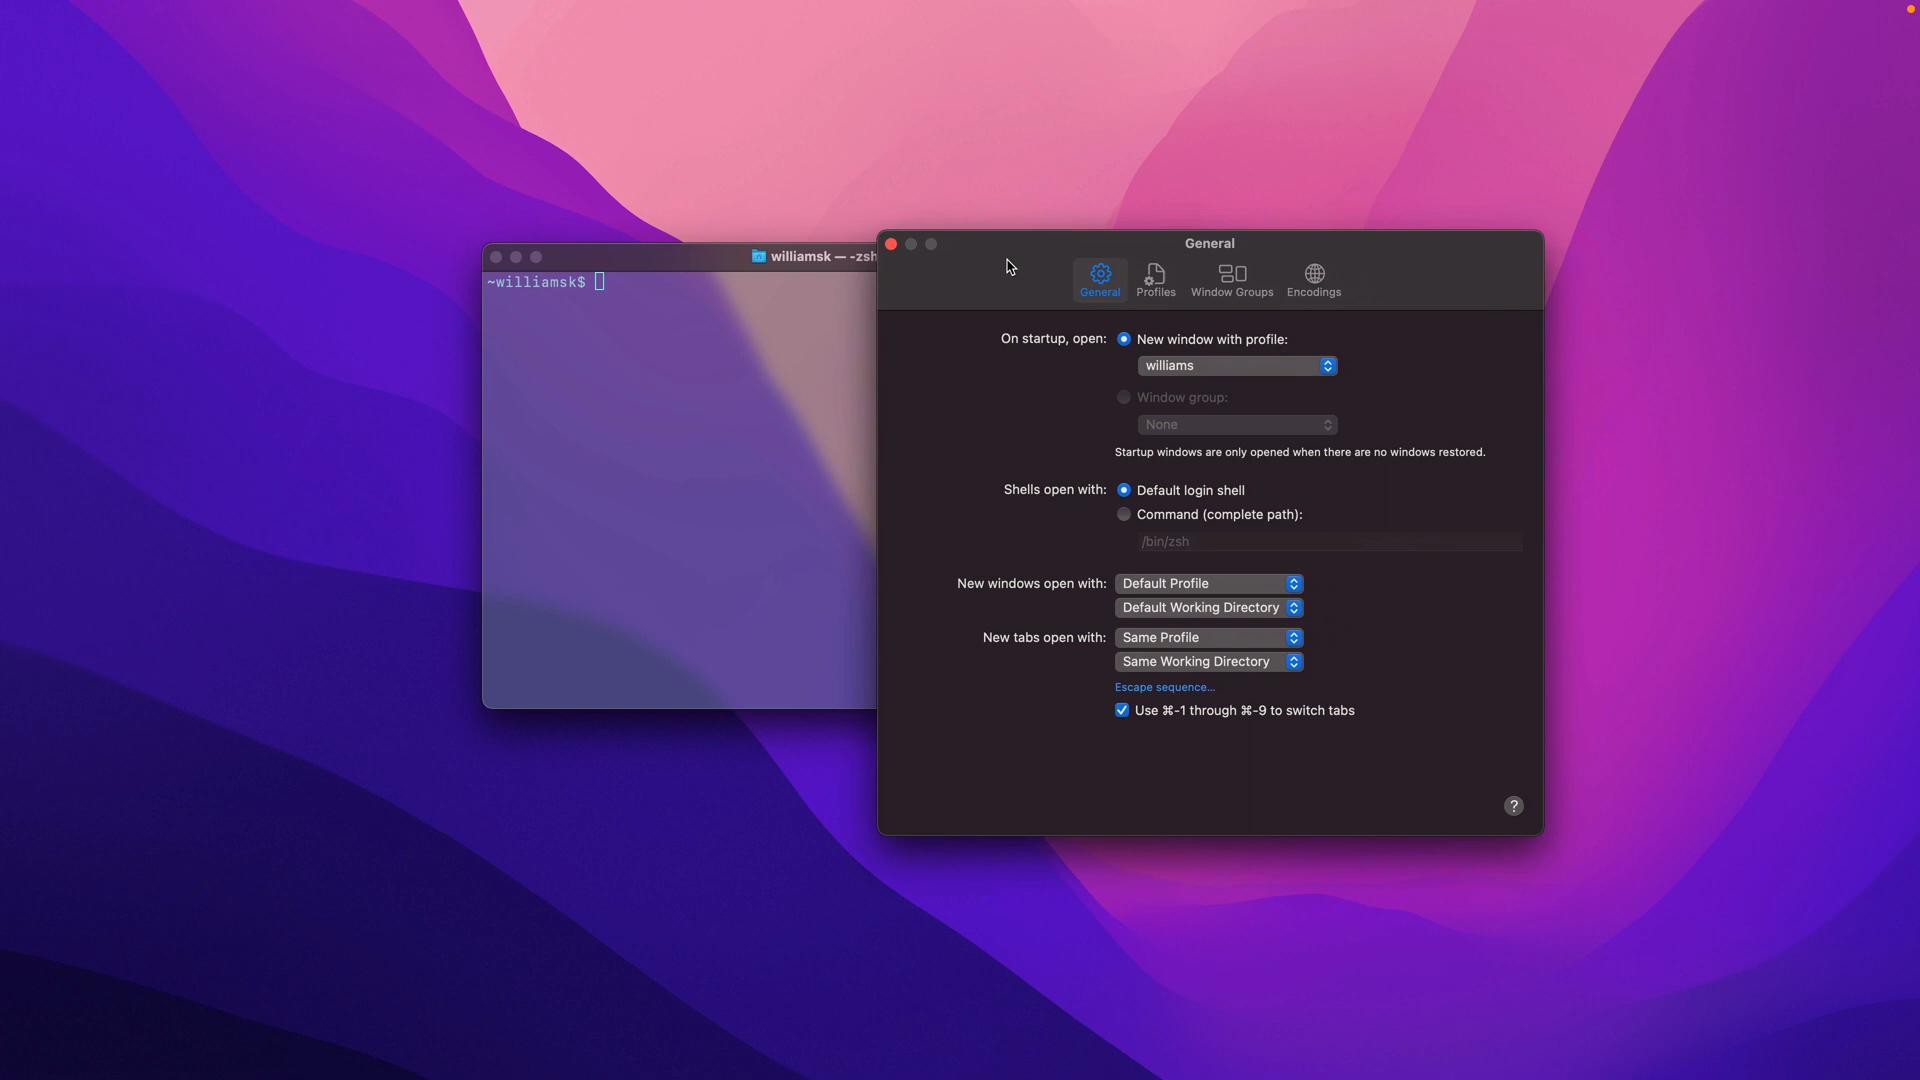 williamsk — -zsh
~williamsk$
General
General
Profiles
Window Groups
Encodings
On startup, open:
New window with profile:
williams
Window group:
None
Startup windows are only opened when there are no windows restored.
Shells open with:
Default login shell
Command (complete path):
/bin/zsh
New windows open with:
Default Profile
Default Working Directory
New tabs open with:
Same Profile
Same Working Directory
Escape sequence...
Use ⌘-1 through ⌘-9 to switch tabs
?